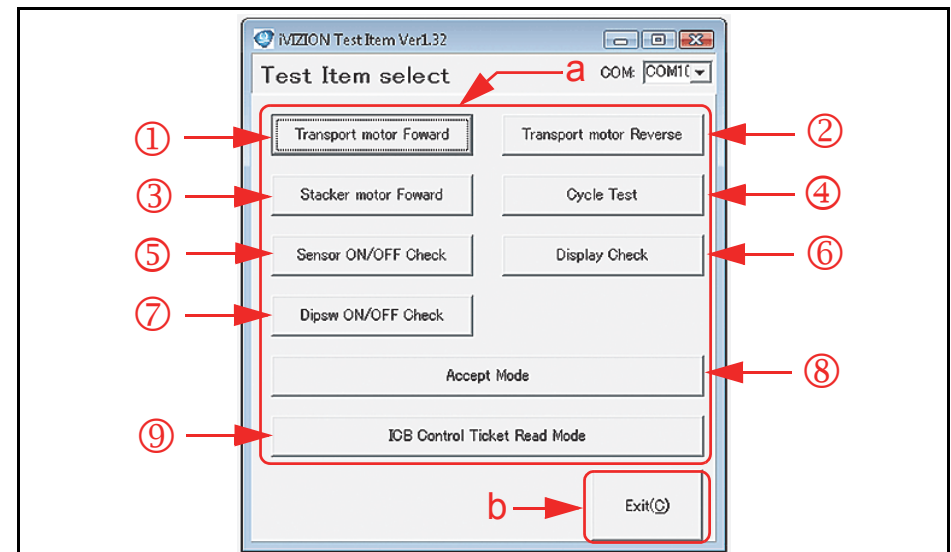 iVIZION Test Item Ver1.32
Test Item select a COM: COM1(
① Transport motor Foward Transport motor Reverse ②
③ Stacker motor Foward Cycle Test ④
⑤ Sensor ON/OFF Check Display Check ⑥
⑦ Dipsw ON/OFF Check
Accept Mode ⑧
⑨ ICB Control Ticket Read Mode
b Exit(C)